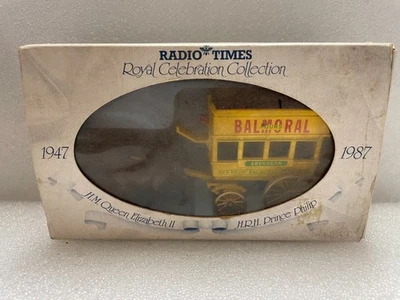 RADIO TIMES
Royal Celebration Collection
1947
1987
BALMORAL
H.M. Queen Elizabeth II
H.R.H. Prince Philip